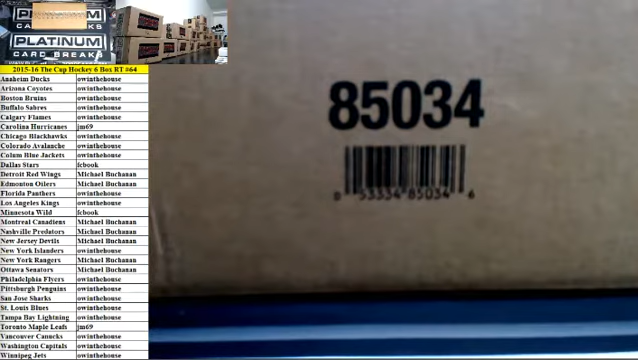 PLATINUM
PLATINUM
CARD BREAKS
2015-16 The Cup Hockey 6 Box RT #64
Anaheim Ducks owinthehouse
Arizona Coyotes owinthehouse
Boston Bruins owinthehouse
Buffalo Sabres owinthehouse
Calgary Flames owinthehouse
Carolina Hurricanes jm69
Chicago Blackhawks owinthehouse
Colorado Avalanche owinthehouse
Colum Blue Jackets owinthehouse
Dallas Stars fcbook
Detroit Red Wings Michael Buchanan
Edmonton Oilers Michael Buchanan
Florida Panthers owinthehouse
Los Angeles Kings owinthehouse
Minnesota Wild fcbook
Montreal Canadiens Michael Buchanan
Nashville Predators Michael Buchanan
New Jersey Devils Michael Buchanan
New York Islanders owinthehouse
New York Rangers Michael Buchanan
Ottawa Senators Michael Buchanan
Philadelphia Flyers owinthehouse
Pittsburgh Penguins owinthehouse
San Jose Sharks owinthehouse
St. Louis Blues owinthehouse
Tampa Bay Lightning owinthehouse
Toronto Maple Leafs jm69
Vancouver Canucks owinthehouse
Washington Capitals owinthehouse
Winnipeg Jets owinthehouse
85034
0 53334 85034 6